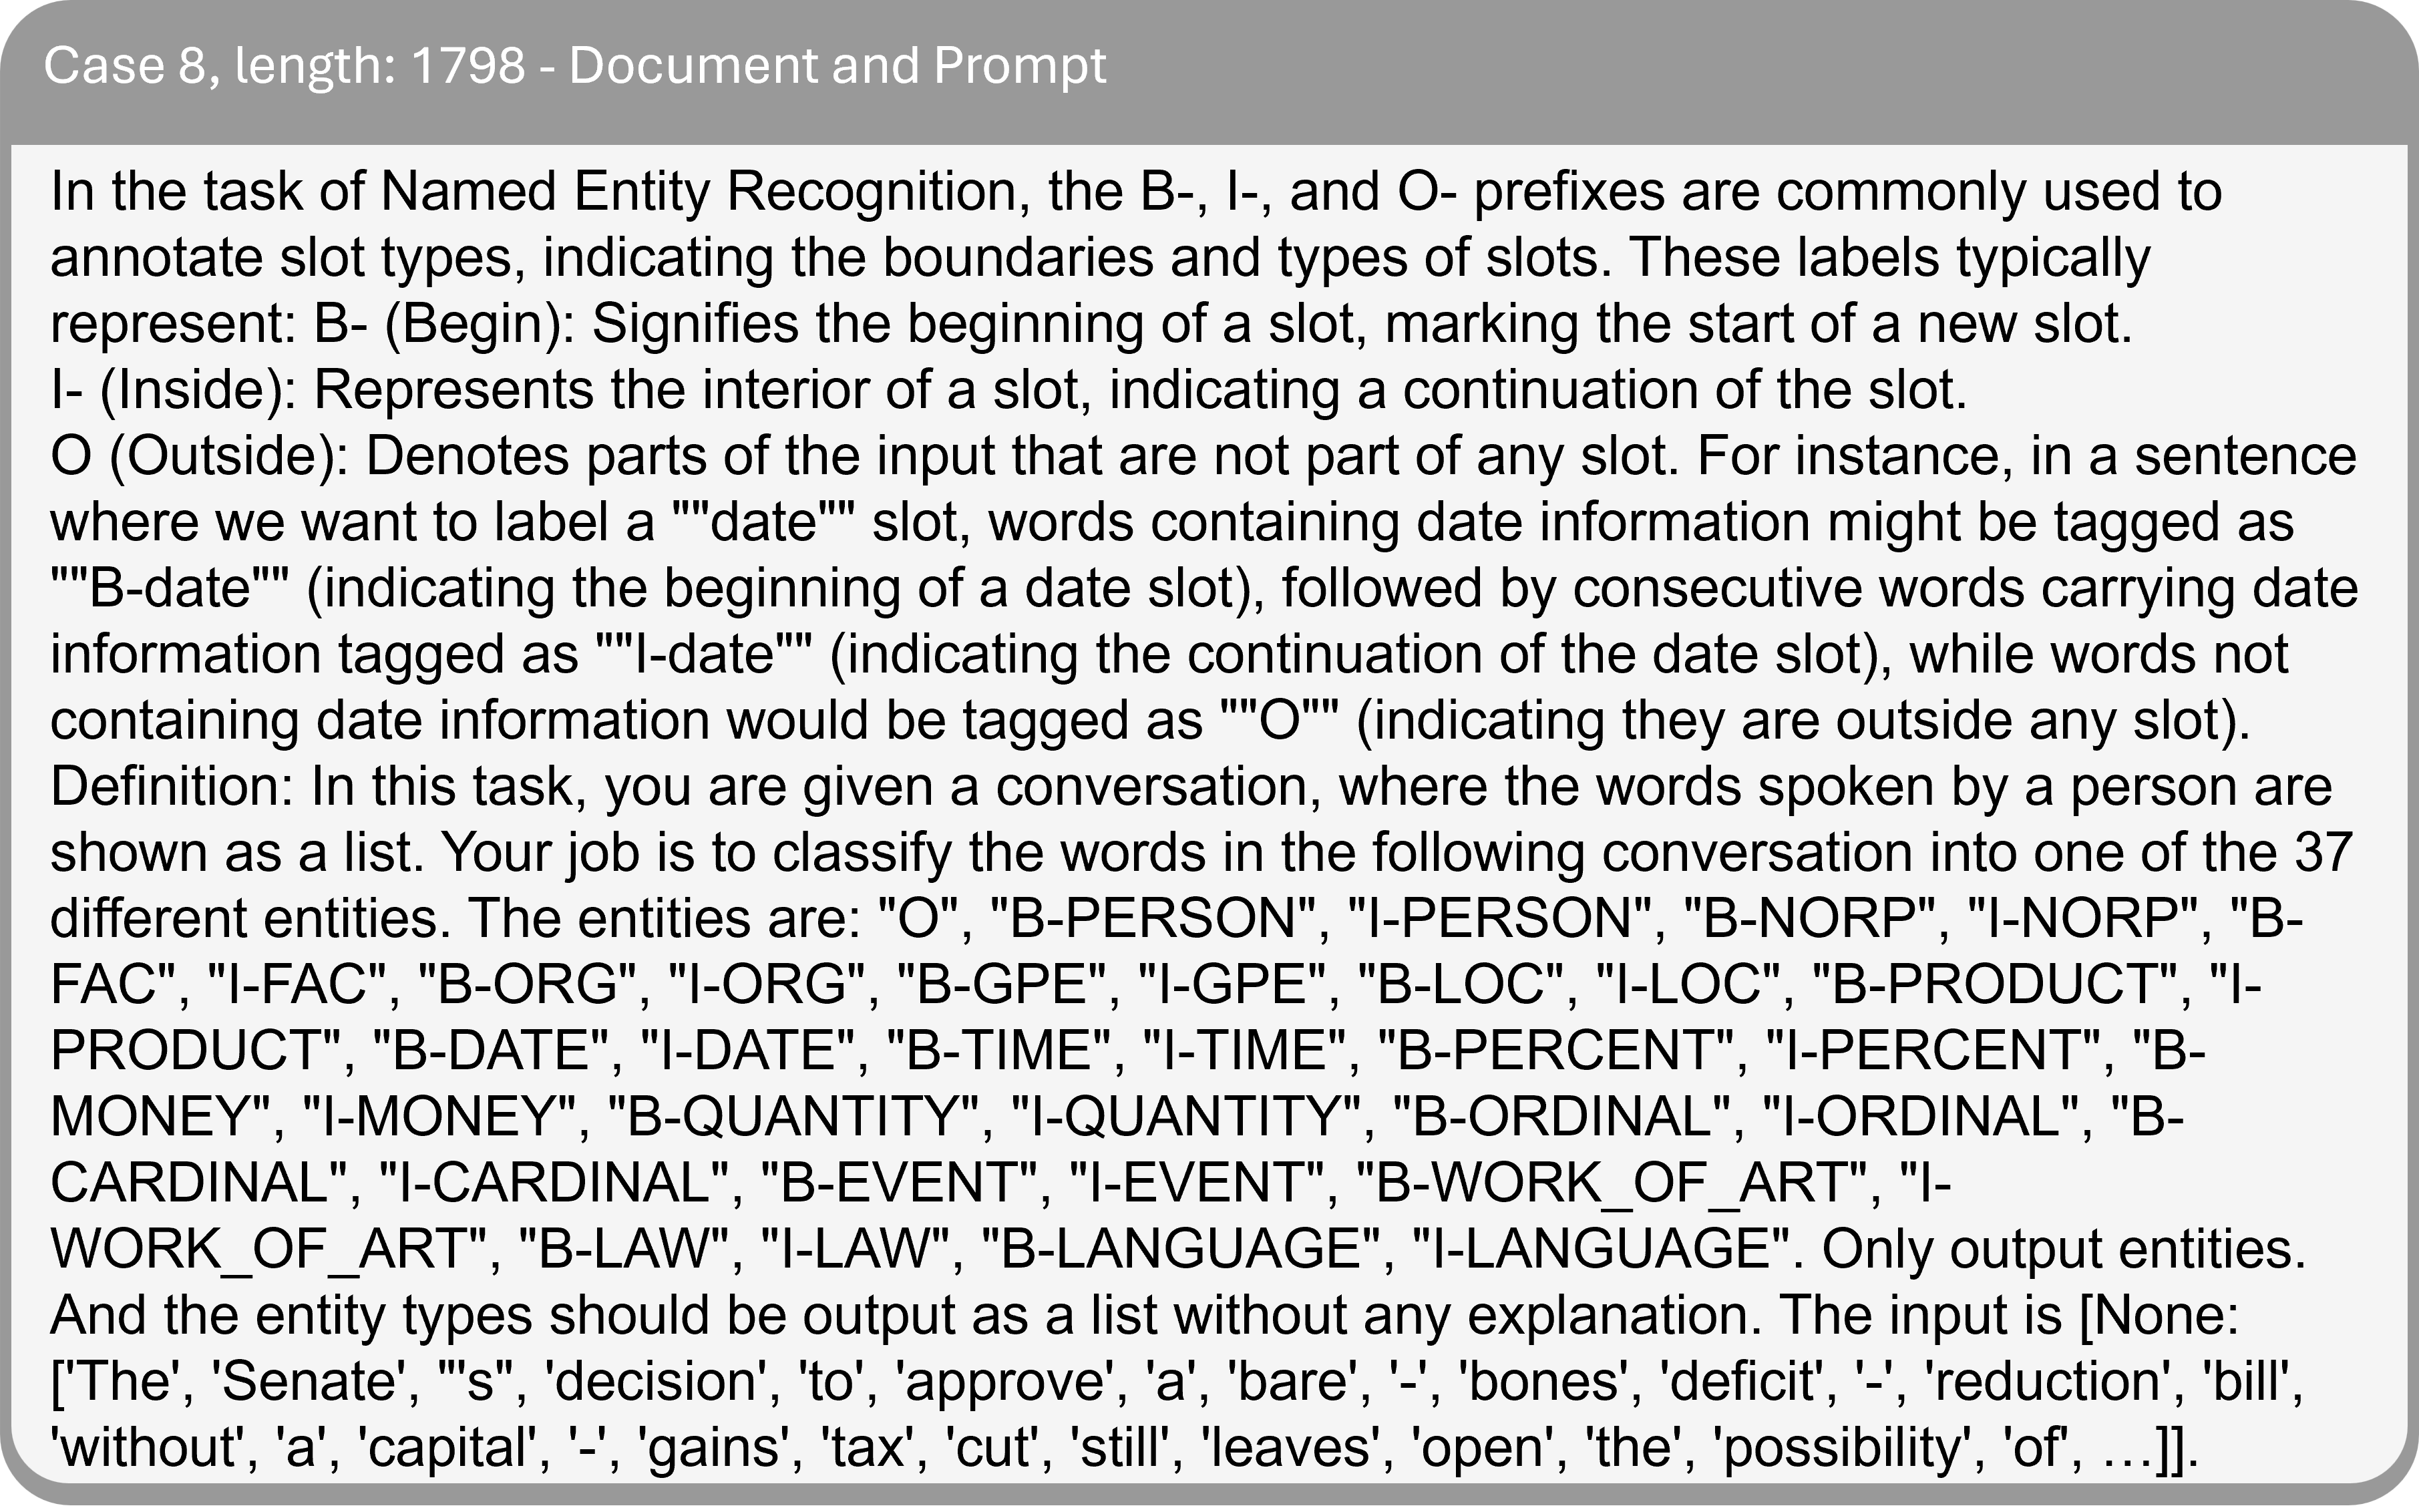 Case 8, length: 1798 - Document and Prompt
In the task of Named Entity Recognition, the B-, I-, and O- prefixes are commonly used to
annotate slot types, indicating the boundaries and types of slots. These labels typically
represent: B- (Begin): Signifies the beginning of a slot, marking the start of a new slot.
I- (Inside): Represents the interior of a slot, indicating a continuation of the slot.
O (Outside): Denotes parts of the input that are not part of any slot. For instance, in a sentence
where we want to label a ""date"" slot, words containing date information might be tagged as
""B-date"" (indicating the beginning of a date slot), followed by consecutive words carrying date
information tagged as ""I-date"" (indicating the continuation of the date slot), while words not
containing date information would be tagged as ""O"" (indicating they are outside any slot).
Definition: In this task, you are given a conversation, where the words spoken by a person are
shown as a list. Your job is to classify the words in the following conversation into one of the 37
different entities. The entities are: "O", "B-PERSON", "I-PERSON", "B-NORP", "I-NORP", "B-
FAC", "I-FAC", "B-ORG", "I-ORG", "B-GPE", "I-GPE", "B-LOC", "I-LOC", "B-PRODUCT", "I-
PRODUCT", "B-DATE", "I-DATE", "B-TIME", "I-TIME", "B-PERCENT", "I-PERCENT", "B-
MONEY", "I-MONEY", "B-QUANTITY", "I-QUANTITY", "B-ORDINAL", "I-ORDINAL", "B-
CARDINAL", "I-CARDINAL", "B-EVENT", "I-EVENT", "B-WORK_OF_ART", "I-
WORK_OF_ART", "B-LAW", "I-LAW", "B-LANGUAGE", "I-LANGUAGE". Only output entities.
And the entity types should be output as a list without any explanation. The input is [None:
['The', 'Senate', "'s", 'decision', 'to', 'approve', 'a', 'bare', '-', 'bones', 'deficit', '-', 'reduction', 'bill',
'without', 'a', 'capital', '-', 'gains', 'tax', 'cut', 'still', 'leaves', 'open', 'the', 'possibility', 'of', …]].